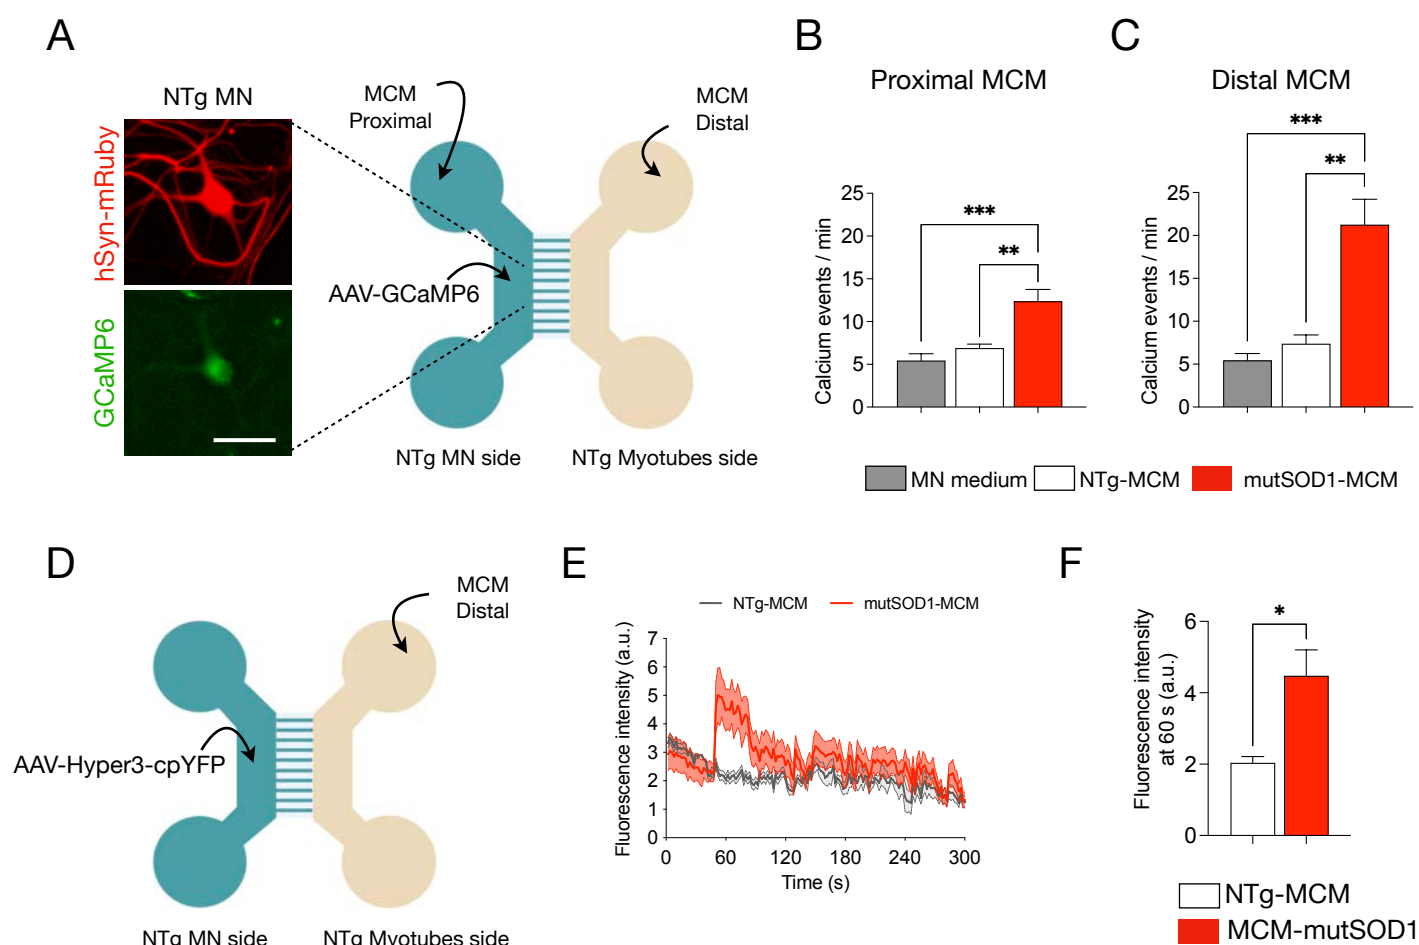 A
NTg MN
hSyn-mRuby
GCaMP6
MCM
Proximal
MCM
Distal
AAV-GCaMP6
NTg MN side
NTg Myotubes side
B
Proximal MCM
Calcium events / min
25
20
15
10
5
0
***
**
C
Distal MCM
Calcium events / min
25
20
15
10
5
0
***
**
MN medium
NTg-MCM
mutSOD1-MCM
D
MCM
Distal
AAV-Hyper3-cpYFP
NTg MN side
NTg Myotubes side
E
NTg-MCM
mutSOD1-MCM
Fluorescence intensity (a.u.)
7
6
5
4
3
2
1
0
0 60 120 180 240 300
Time (s)
F
Fluorescence intensity
at 60 s (a.u.)
6
4
2
0
*
NTg-MCM
MCM-mutSOD1